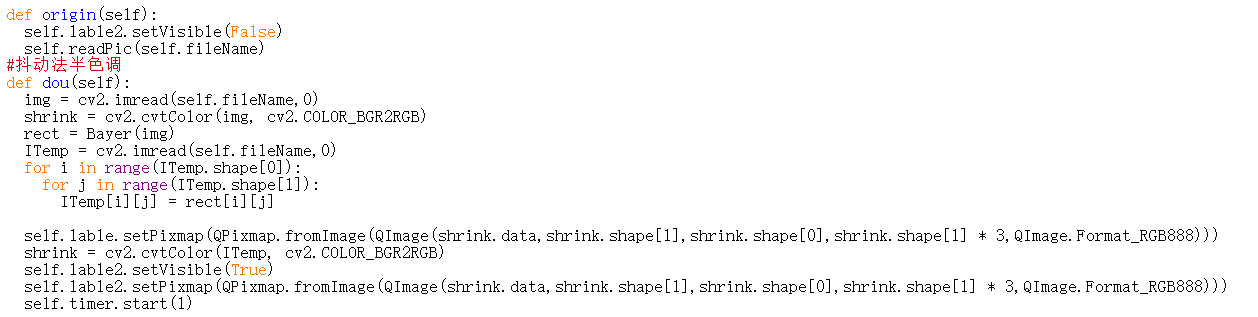 def origin(self):
  self.lable2.setVisible(False)
  self.readPic(self.fileName)
#抖动法半色调
def dou(self):
  img = cv2.imread(self.fileName,0)
  shrink = cv2.cvtColor(img, cv2.COLOR_BGR2RGB)
  rect = Bayer(img)
  ITemp = cv2.imread(self.fileName,0)
  for i in range(ITemp.shape[0]):
    for j in range(ITemp.shape[1]):
      ITemp[i][j] = rect[i][j]

  self.lable.setPixmap(QPixmap.fromImage(QImage(shrink.data,shrink.shape[1],shrink.shape[0],shrink.shape[1] * 3,QImage.Format_RGB888)))
  shrink = cv2.cvtColor(ITemp, cv2.COLOR_BGR2RGB)
  self.lable2.setVisible(True)
  self.lable2.setPixmap(QPixmap.fromImage(QImage(shrink.data,shrink.shape[1],shrink.shape[0],shrink.shape[1] * 3,QImage.Format_RGB888)))
  self.timer.start(1)